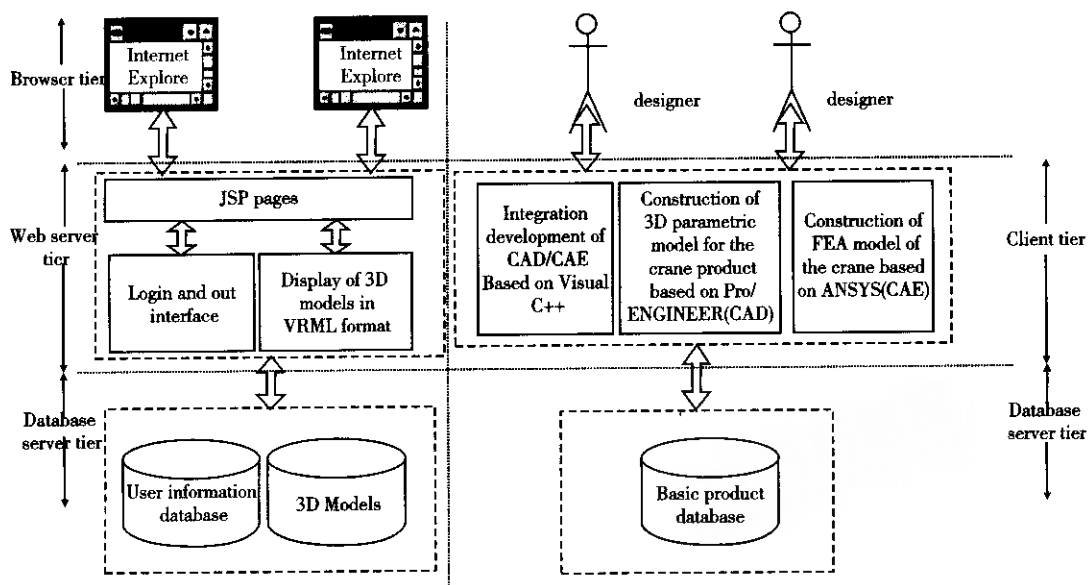 Internet
Explore
Internet
Explore
Browser tier
designer
designer
JSP pages
Web server
tier
Login and out
interface
Display of 3D
models in
VRML format
Integration
development of
CAD/CAE
Based on Visual
C++
Construction of
3D parametric
model for the
crane product
based on Pro/
ENGINEER(CAD)
Construction of
FEA model of
the crane based
on ANSYS(CAE)
Client tier
Database
server tier
User information
database
3D Models
Basic product
database
Database
server tier